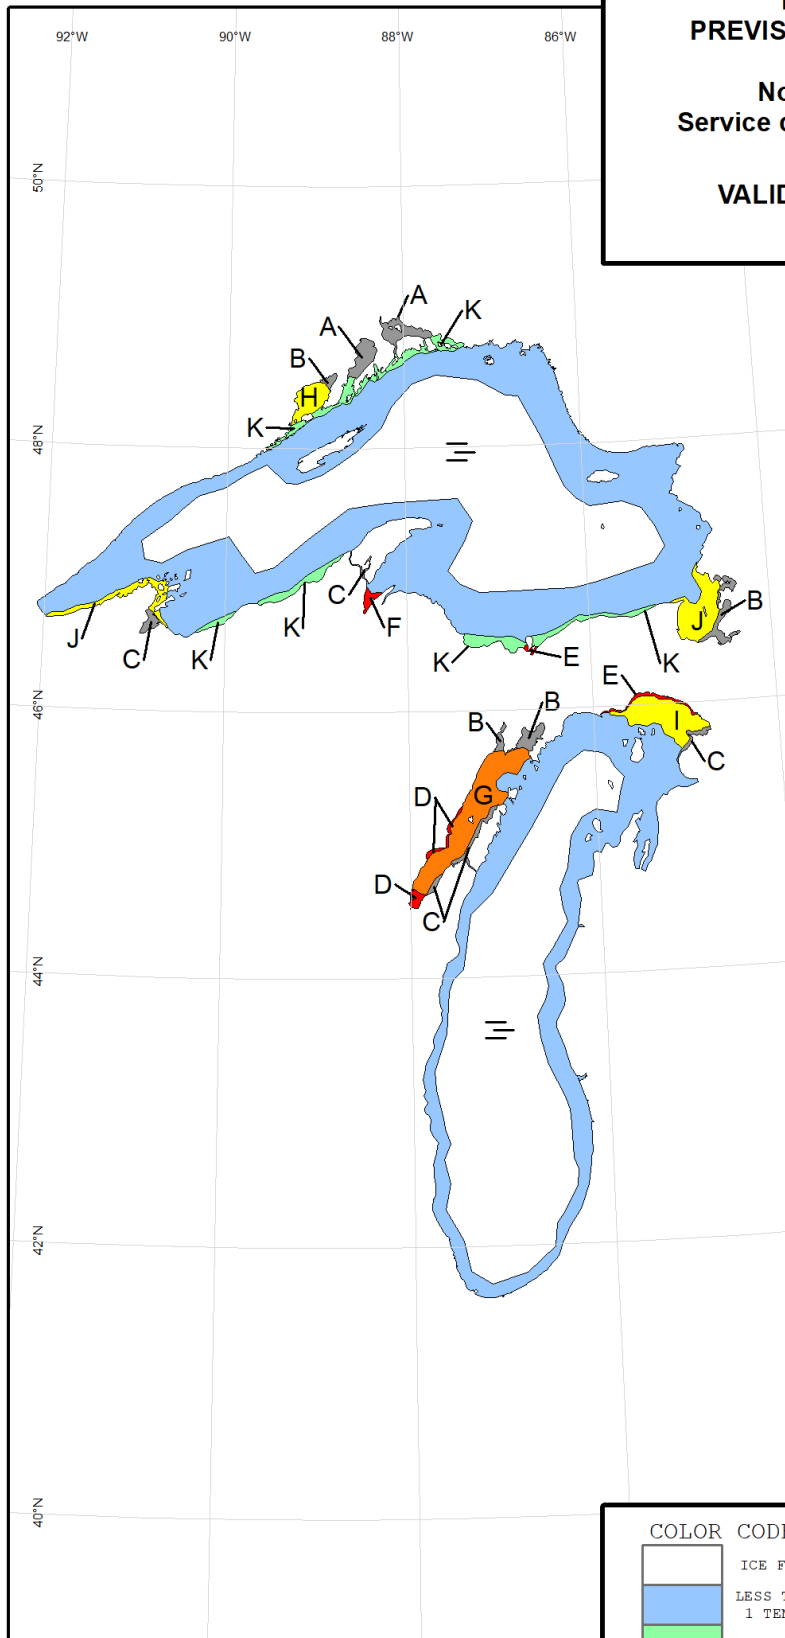 92°W 90°W 88°W 86°W
PREVIS
No
Service
VALID
50°N
A
A K
B
H
K
48°N
C B
J F J
C K K K E K
46°N
E
B B I
C
D G
D
C
44°N
42°N
40°N
COLOR CODE
ICE F
LESS T
1 TEN